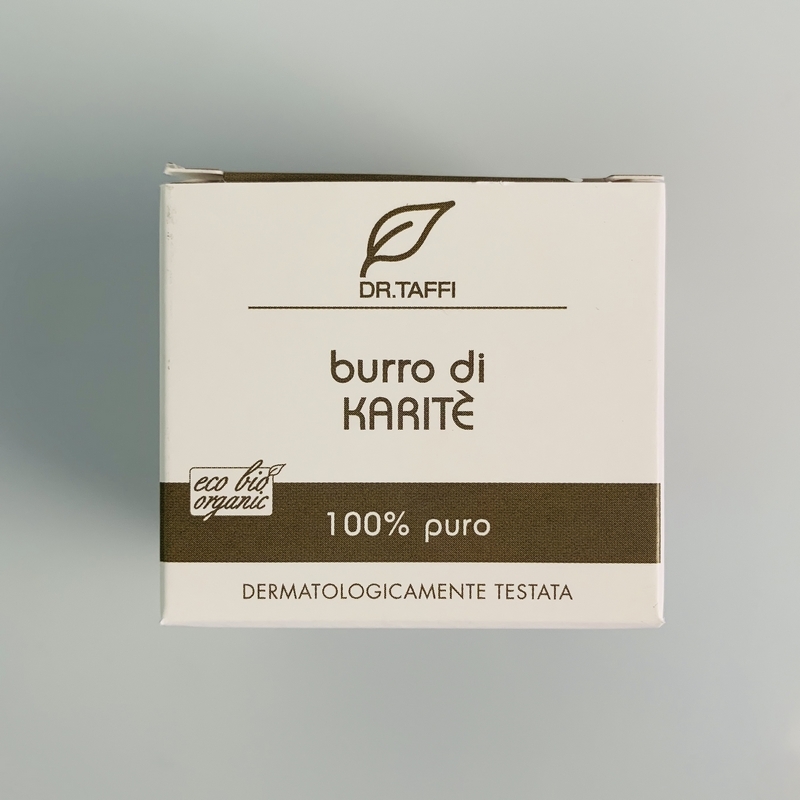 DR.TAFFI
burro di
KARITÈ
eco bio
organic
100% puro
DERMATOLOGICAMENTE TESTATA